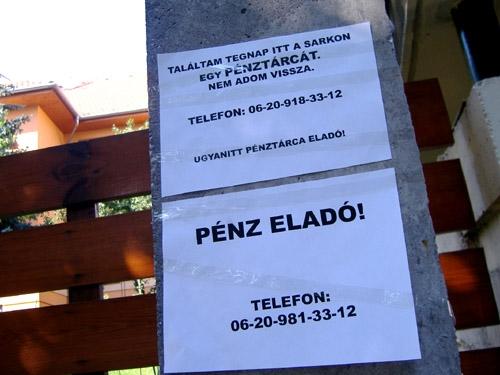 TALÁLTAM TEGNAP ITT A SARKON
EGY PÉNZTÁRCÁT.
NEM ADOM VISSZA.
TELEFON: 06-20-918-33-12
UGYANITT PÉNZTÁRCA ELADÓ!
PÉNZ ELADÓ!
TELEFON:
06-20-981-33-12